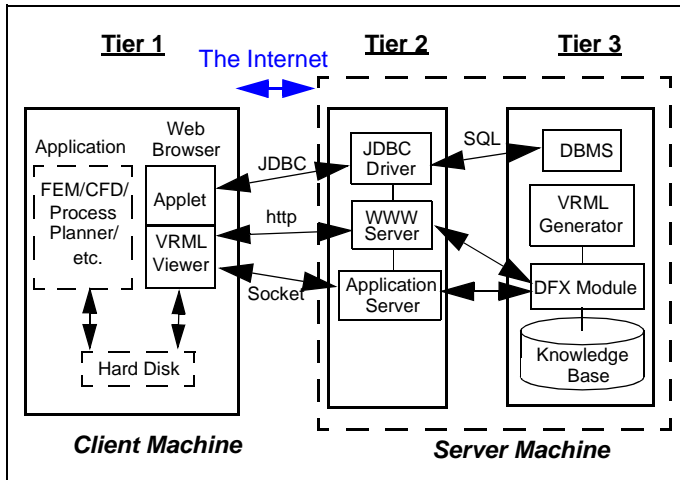 Tier 1
Tier 2
Tier 3
The Internet
Application
FEM/CFD/
Process
Planner/
etc.
Web
Browser
Applet
VRML
Viewer
Hard Disk
JDBC
http
Socket
JDBC
Driver
WWW
Server
Application
Server
SQL
DBMS
VRML
Generator
DFX Module
Knowledge
Base
Client Machine
Server Machine